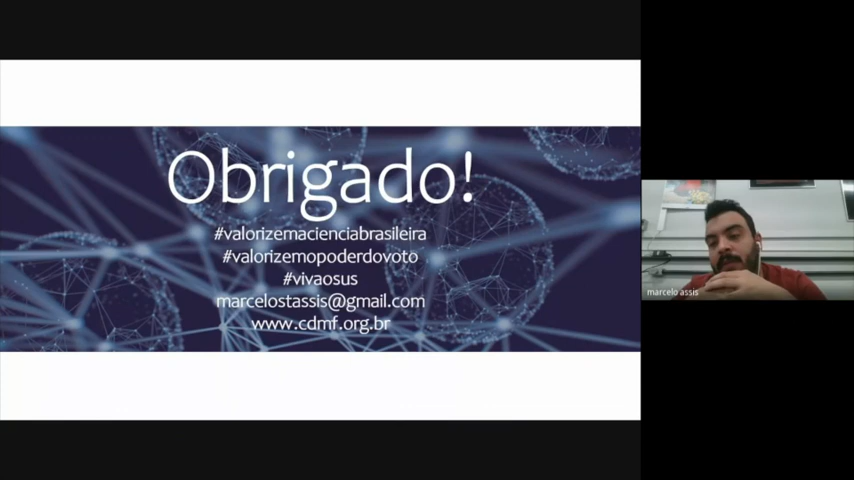 Obrigado!
#valorizemacienciabrasileira
#valorizemopoderdovoto
#vivaosus
marcelostassis@gmail.com
www.cdmf.org.br
marcelo assis